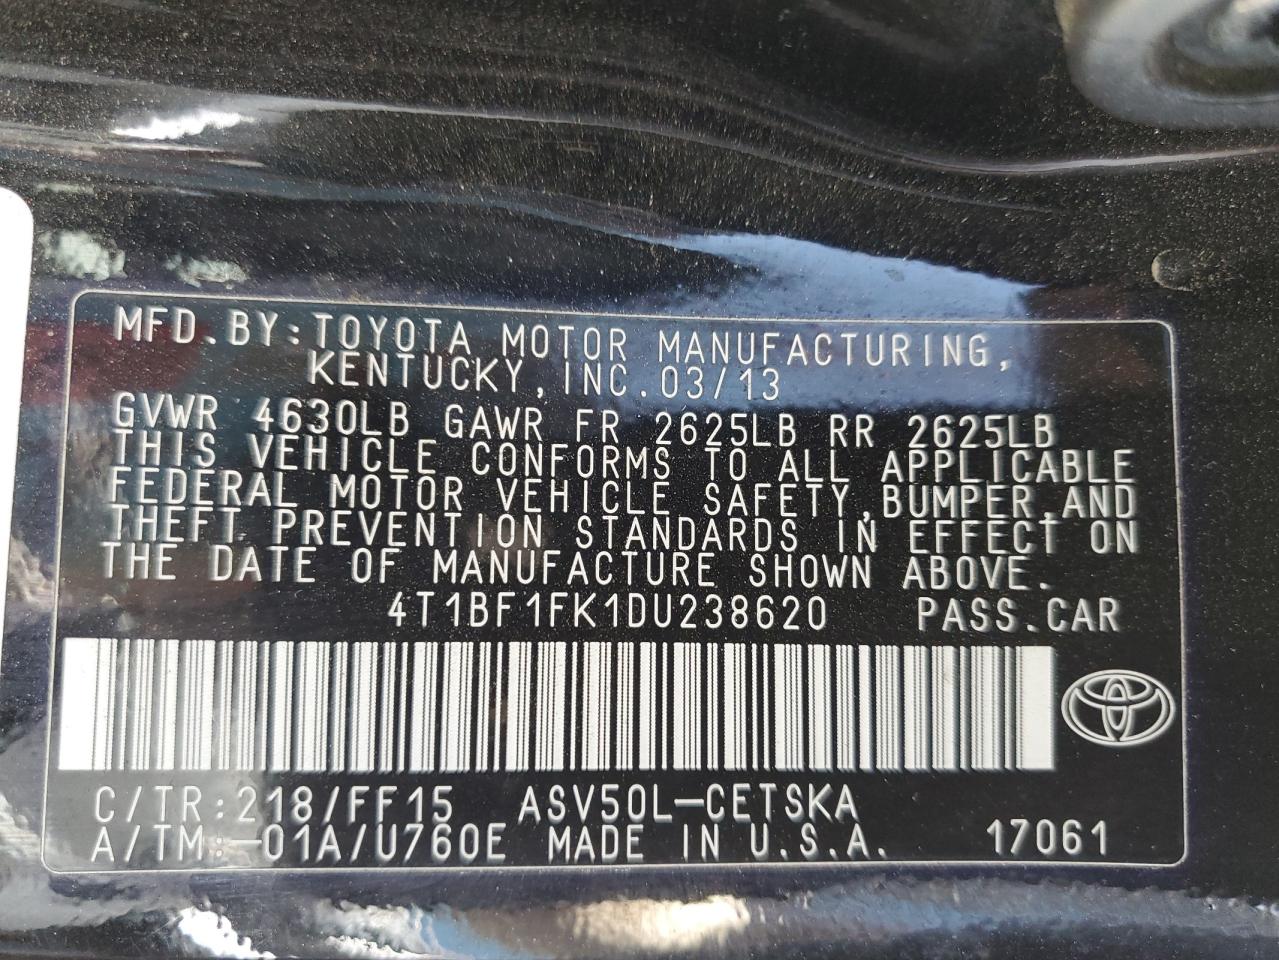 MFD.BY:TOYOTA MOTOR MANUFACTURING,
KENTUCKY,INC.03/13
GVWR 4630LB GAWR FR 2625LB RR 2625LB
THIS VEHICLE CONFORMS TO ALL APPLICABLE
FEDERAL MOTOR VEHICLE SAFETY,BUMPER,AND
THEFT PREVENTION STANDARDS IN EFFECT ON
THE DATE OF MANUFACTURE SHOWN ABOVE.
4T1BF1FK1DU238620 PASS.CAR
C/TR:218/FF15 ASV50L-CETSKA
A/TM:-01A/U760E MADE IN U.S.A. 17061